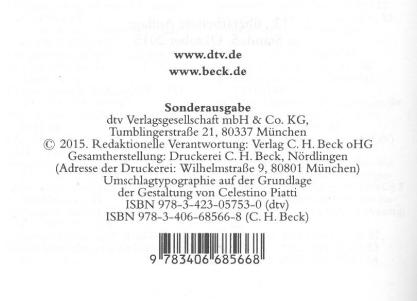 www.dtv.de
www.beck.de
Sonderausgabe
dtv Verlagsgesellschaft mbH & Co. KG,
Tumblingerstraße 21, 80337 München
© 2015. Redaktionelle Verantwortung: Verlag C. H. Beck oHG
Gesamtherstellung: Druckerei C. H. Beck, Nördlingen
(Adresse der Druckerei: Wilhelmstraße 9, 80801 München)
Umschlagtypographie auf der Grundlage
der Gestaltung von Celestino Piatti
ISBN 978-3-423-05753-0 (dtv)
ISBN 978-3-406-68566-8 (C. H. Beck)
9 783406 685668